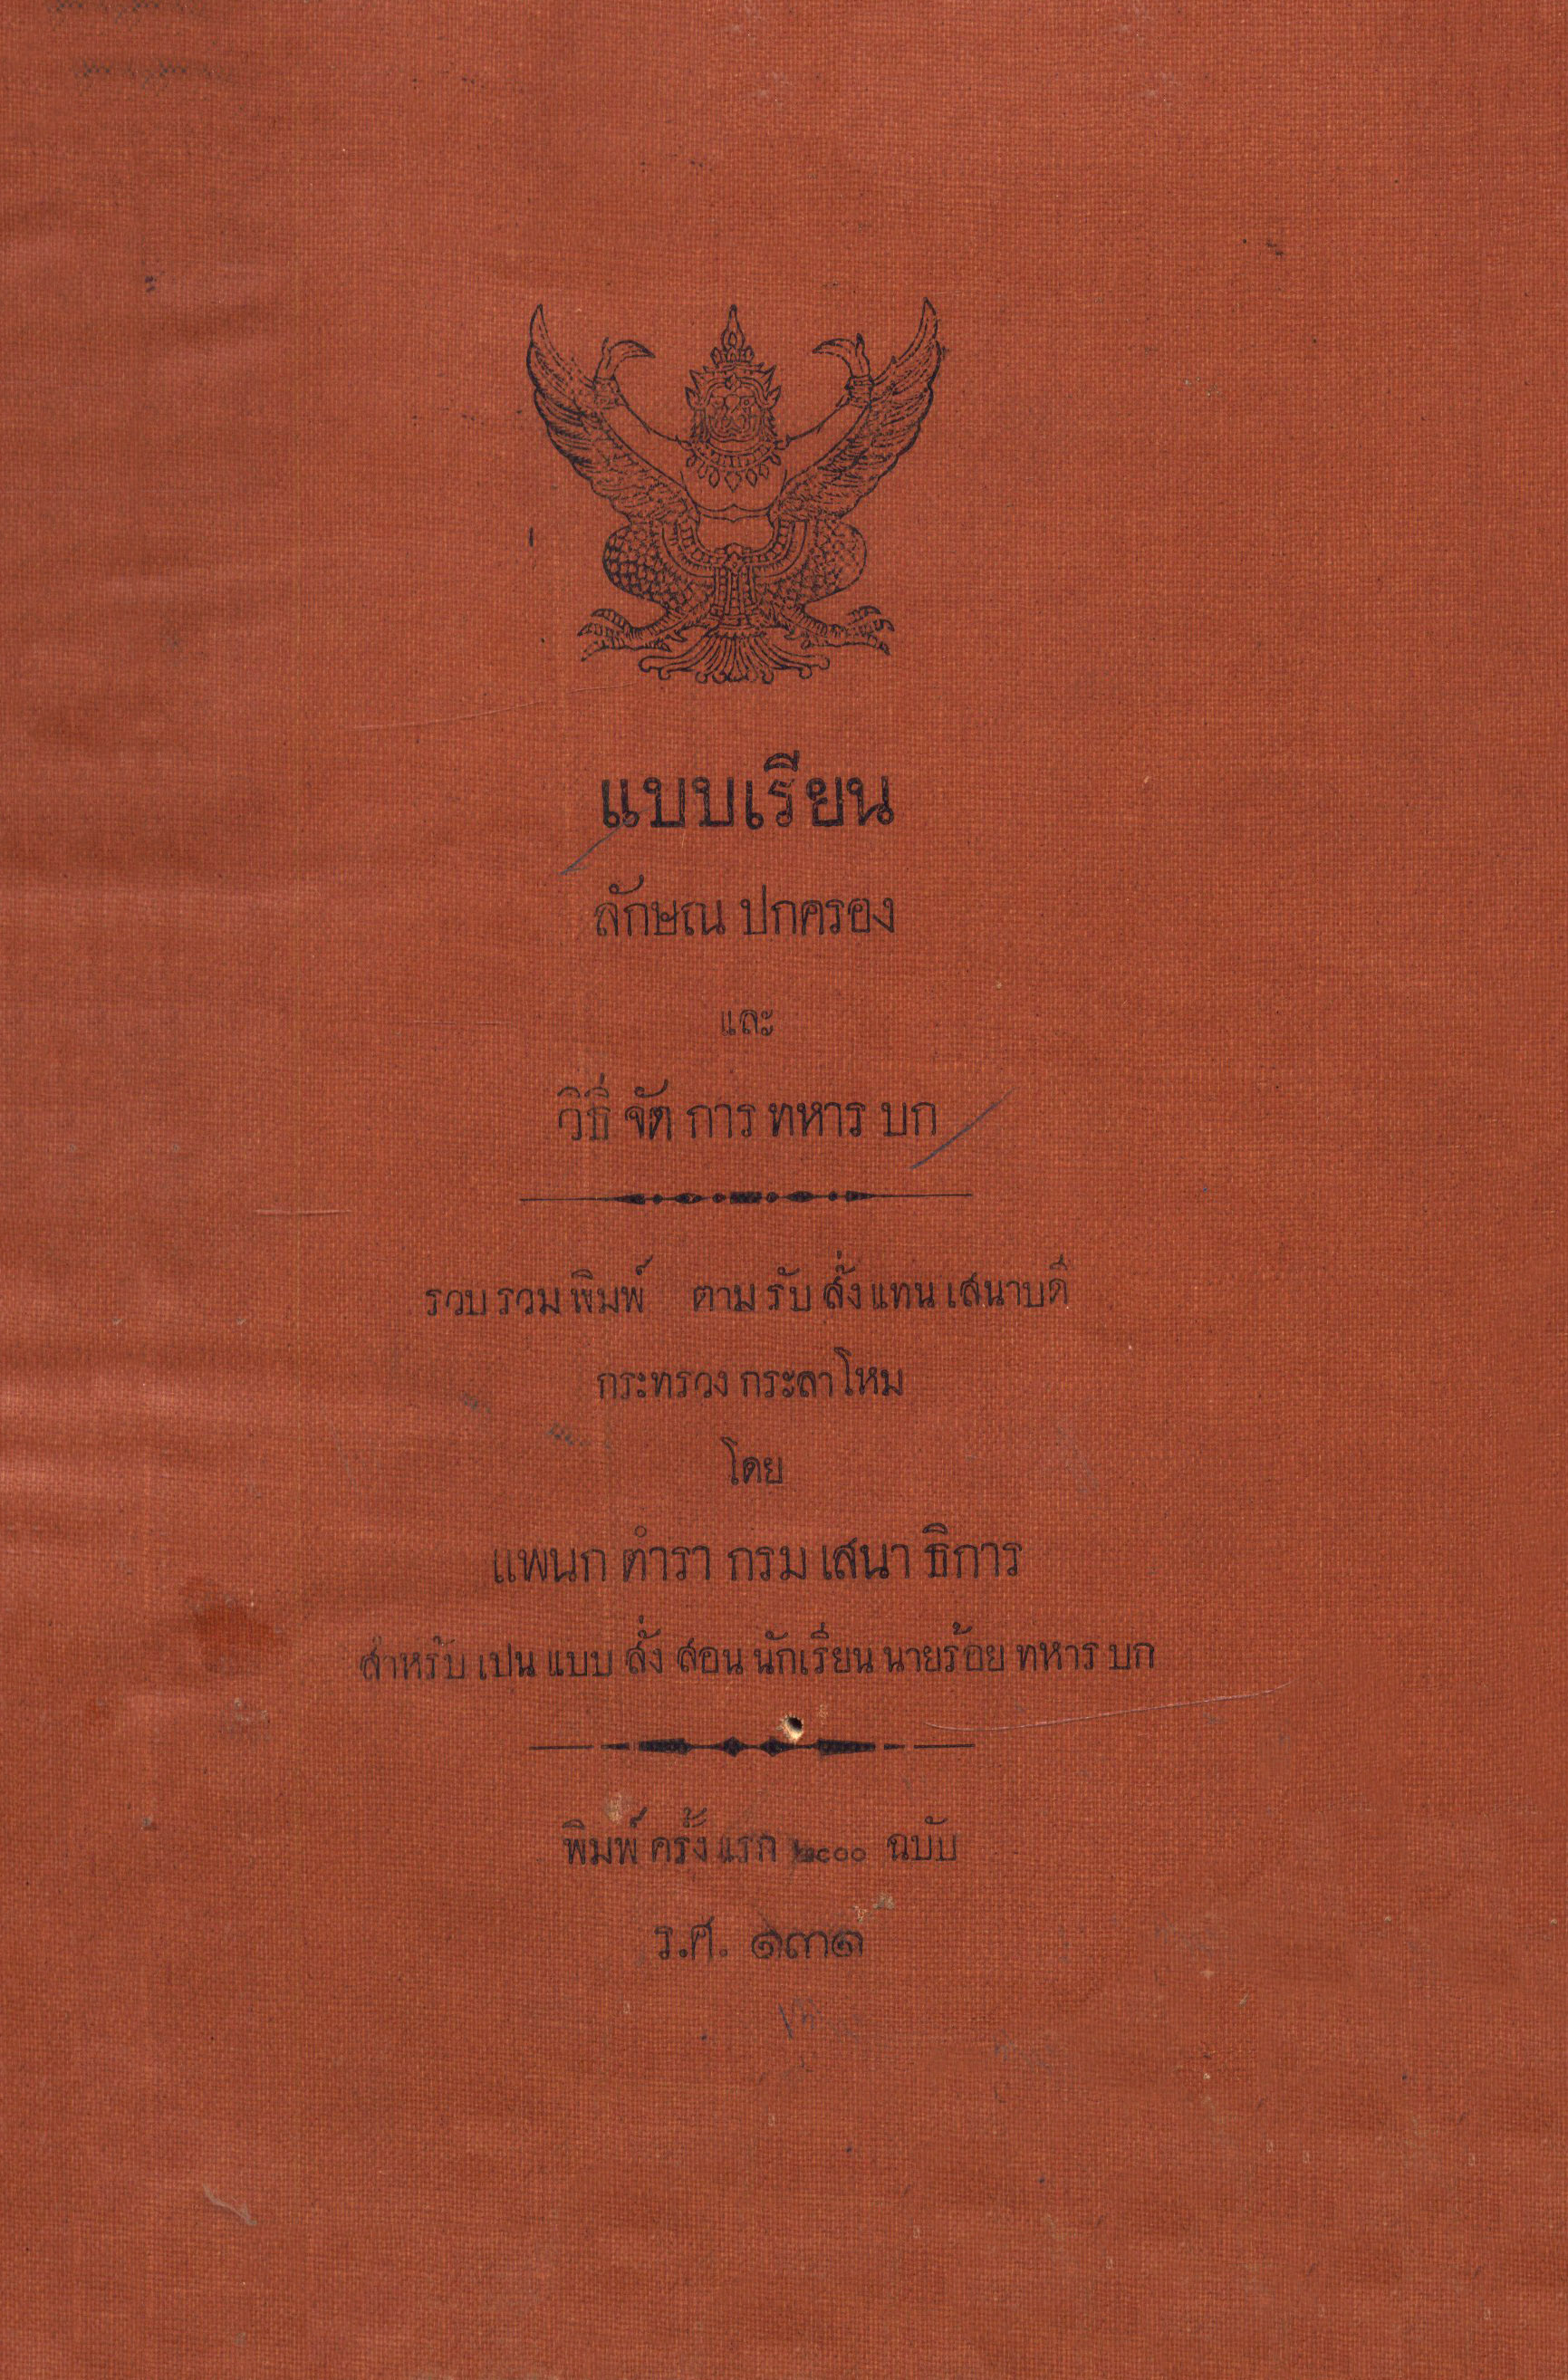 แบบเรียน
ลักษณ ปกครอง
และ
วิธี จัด การ ทหาร บก
รวบ รวม พิมพ์ ตาม รับ สั่ง แทน เสนาบดี
กระทรวง กระลาโหม
โดย
แพนก ตำรา กรม เสนา ธิการ
สำหรับ เปน แบบ สั่ง สอน นักเรียน นายร้อย ทหาร บก
พิมพ์ ครั้ง แรก ๒๐๐๐ ฉบับ
ร.ศ. ๑๓๑